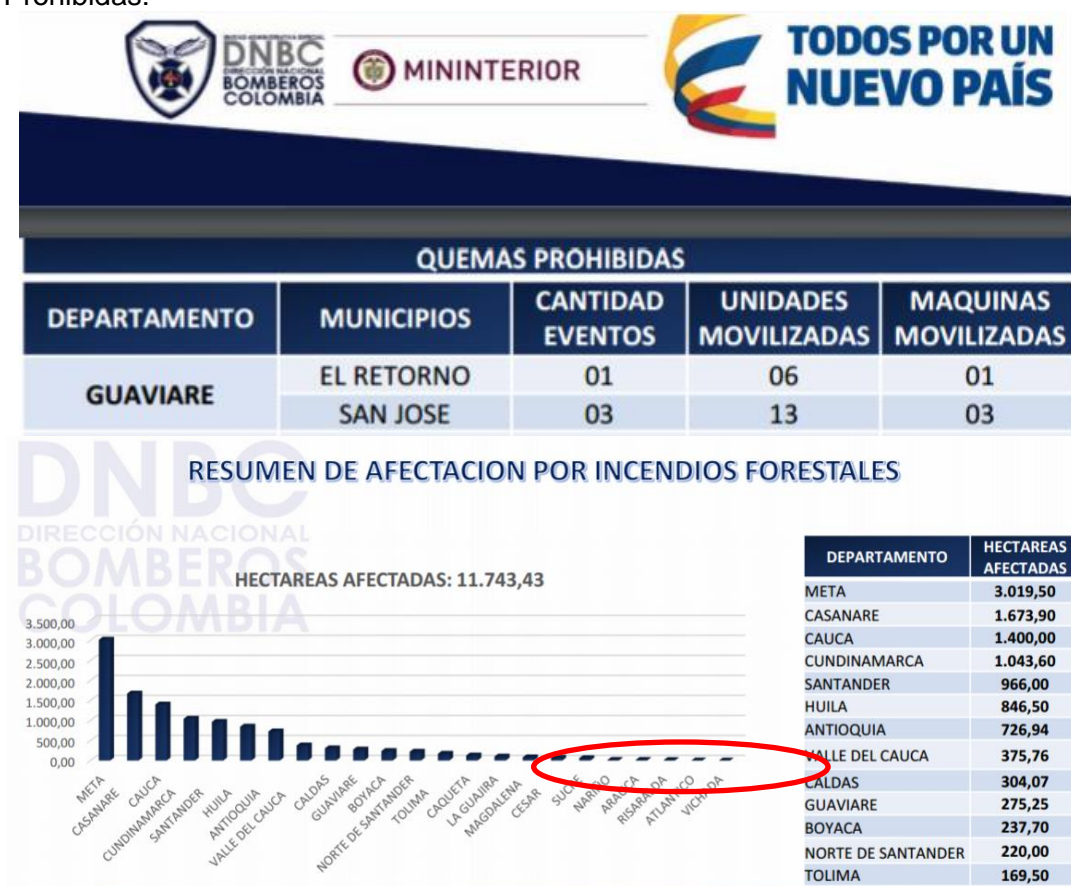 Prohibidas.
DNBC
DIRECCIÓN NACIONAL
BOMBEROS
COLOMBIA
MININTERIOR
TODOS POR UN
NUEVO PAÍS
QUEMAS PROHIBIDAS
DEPARTAMENTO MUNICIPIOS CANTIDAD EVENTOS UNIDADES MOVILIZADAS MAQUINAS MOVILIZADAS
GUAVIARE
EL RETORNO 01 06 01
SAN JOSE 03 13 03
DNBC
DIRECCIÓN NACIONAL
BOMBEROS
COLOMBIA
RESUMEN DE AFECTACION POR INCENDIOS FORESTALES
HECTAREAS AFECTADAS: 11.743,43
3.500,00
3.000,00
2.500,00
2.000,00
1.500,00
1.000,00
500,00
0,00
META
CASANARE
CAUCA
CUNDINAMARCA
SANTANDER
HUILA
ANTIOQUIA
VALLE DEL CAUCA
CALDAS
GUAVIARE
BOYACA
NORTE DE SANTANDER
TOLIMA
CAQUETA
LA GUAJIRA
MAGDALENA
CESAR
SUCRE
NARIÑO
ARAUCA
RISARALDA
ATLANTICO
VICHADA
DEPARTAMENTO HECTAREAS AFECTADAS
META 3.019,50
CASANARE 1.673,90
CAUCA 1.400,00
CUNDINAMARCA 1.043,60
SANTANDER 966,00
HUILA 846,50
ANTIOQUIA 726,94
VALLE DEL CAUCA 375,76
CALDAS 304,07
GUAVIARE 275,25
BOYACA 237,70
NORTE DE SANTANDER 220,00
TOLIMA 169,50